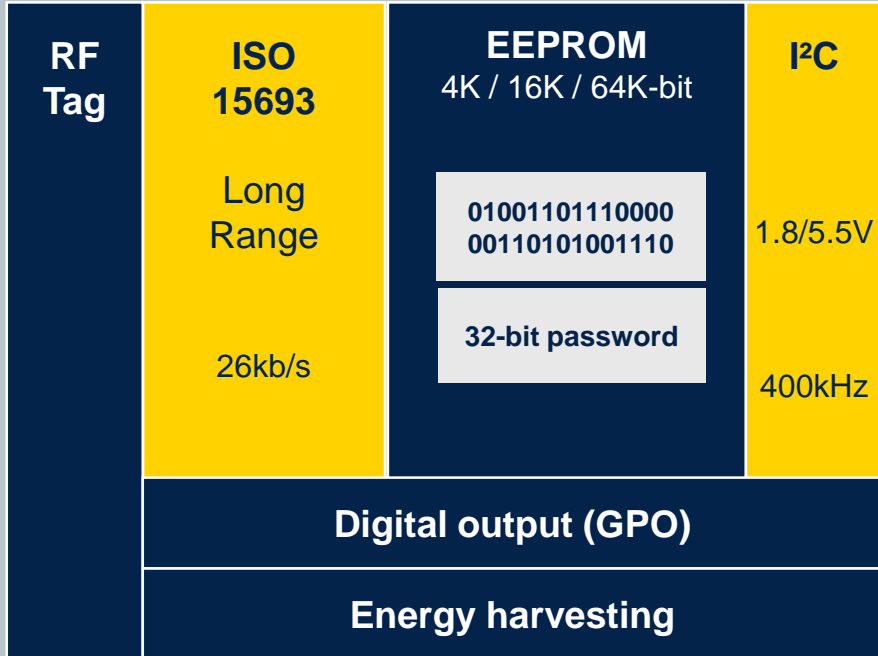 RF
Tag
ISO
15693
Long
Range
26kb/s
EEPROM
4K / 16K / 64K-bit
01001101110000
00110101001110
32-bit password
I²C
1.8/5.5V
400kHz
Digital output (GPO)
Energy harvesting